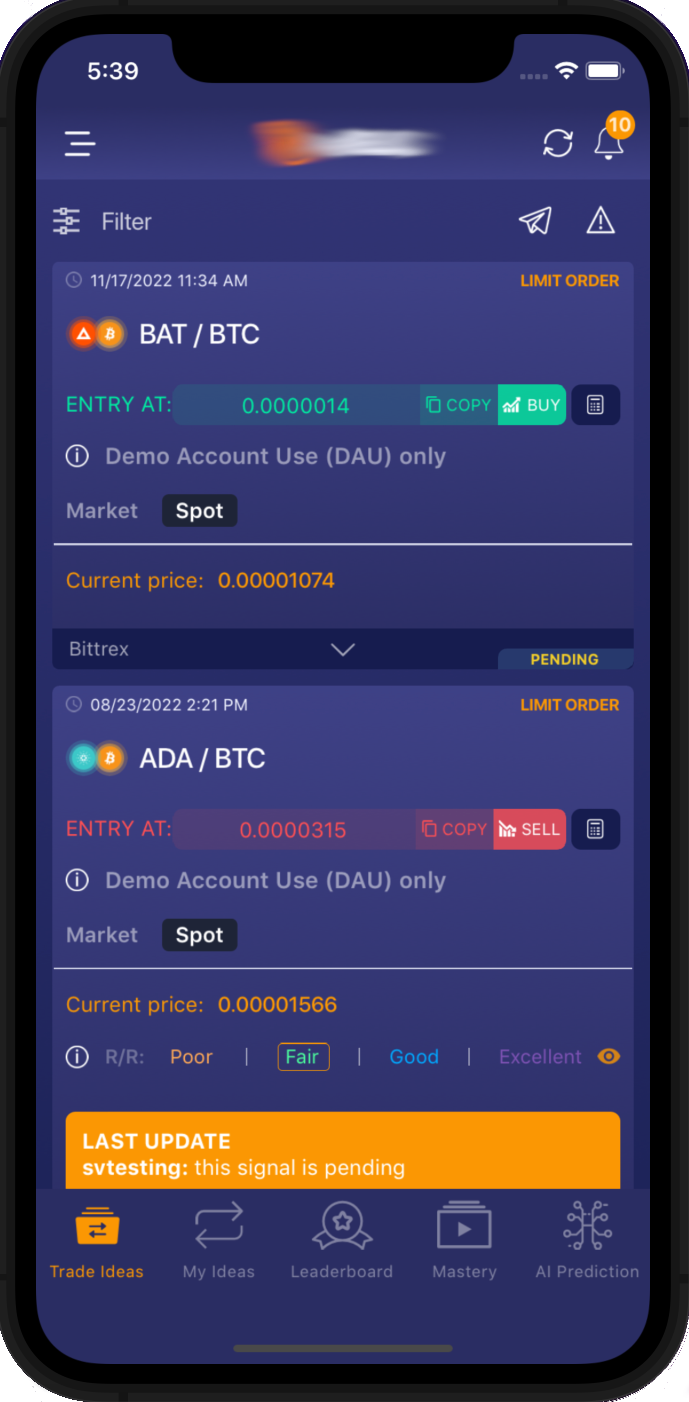 5:39
10
Filter
11/17/2022 11:34 AM LIMIT ORDER
BAT / BTC
ENTRY AT: 0.0000014 COPY BUY
Demo Account Use (DAU) only
Market Spot
Current price: 0.00001074
Bittrex
PENDING
08/23/2022 2:21 PM LIMIT ORDER
ADA / BTC
ENTRY AT: 0.0000315 COPY SELL
Demo Account Use (DAU) only
Market Spot
Current price: 0.00001566
R/R: Poor | Fair | Good | Excellent
LAST UPDATE
svtesting: this signal is pending
Trade Ideas My Ideas Leaderboard Mastery AI Prediction